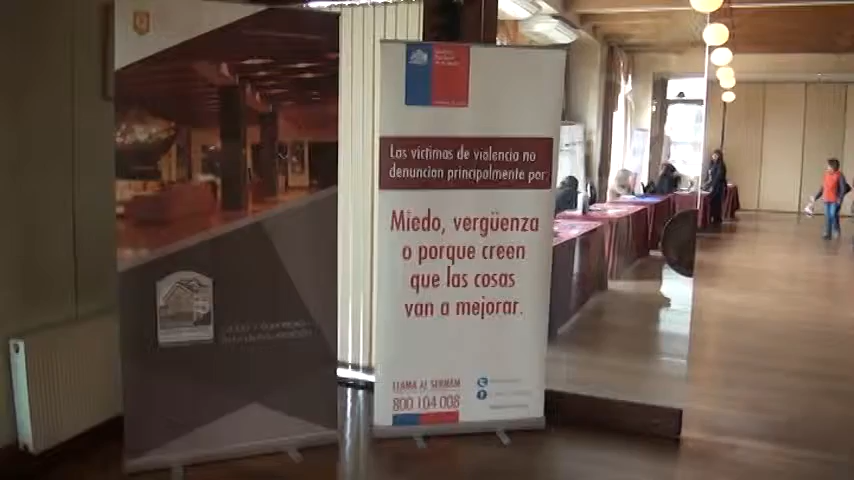 Las víctimas de violencia no
denuncian principalmente por
Miedo, vergüenza
o porque creen
que las cosas
van a mejorar.
LLAMA AL SERNAM
800 104 008